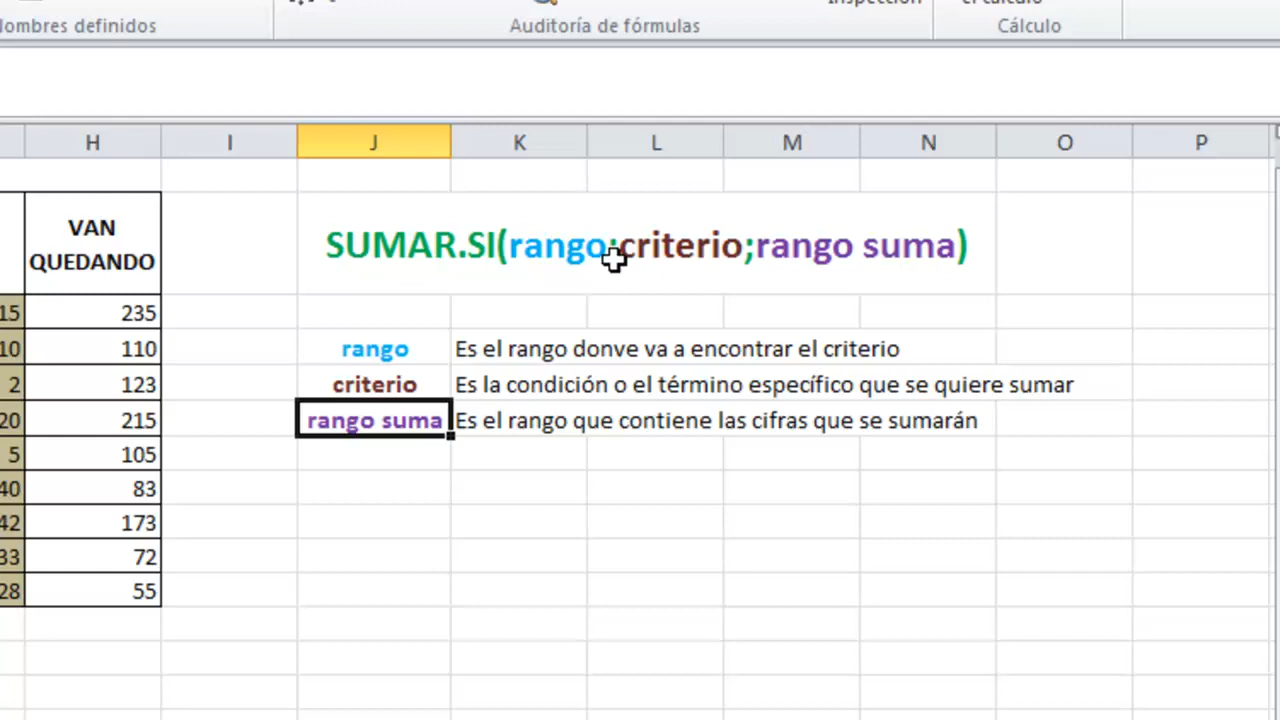 ombres definidos
Auditoría de fórmulas
Cálculo
H I J K L M N O P
VAN
QUEDANDO
SUMAR.SI(rango;criterio;rango suma)
15 235
10 110
rango Es el rango donve va a encontrar el criterio
2 123
criterio Es la condición o el término específico que se quiere sumar
20 215
rango suma Es el rango que contiene las cifras que se sumarán
5 105
40 83
42 173
33 72
28 55